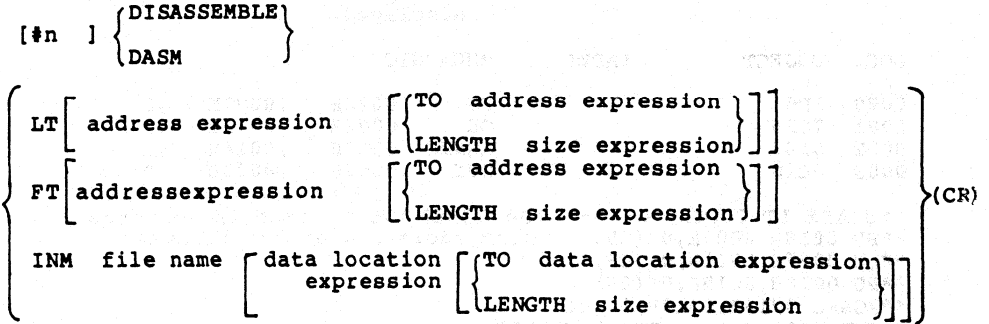 [#n ] {DISASSEMBLE
DASM}
LT[ address expression [{TO address expression
LENGTH size expression}]]
FT[addressexpression [{TO address expression
LENGTH size expression}]]
(CR)
INM file name [data location expression [{TO data location expression
LENGTH size expression}]]]